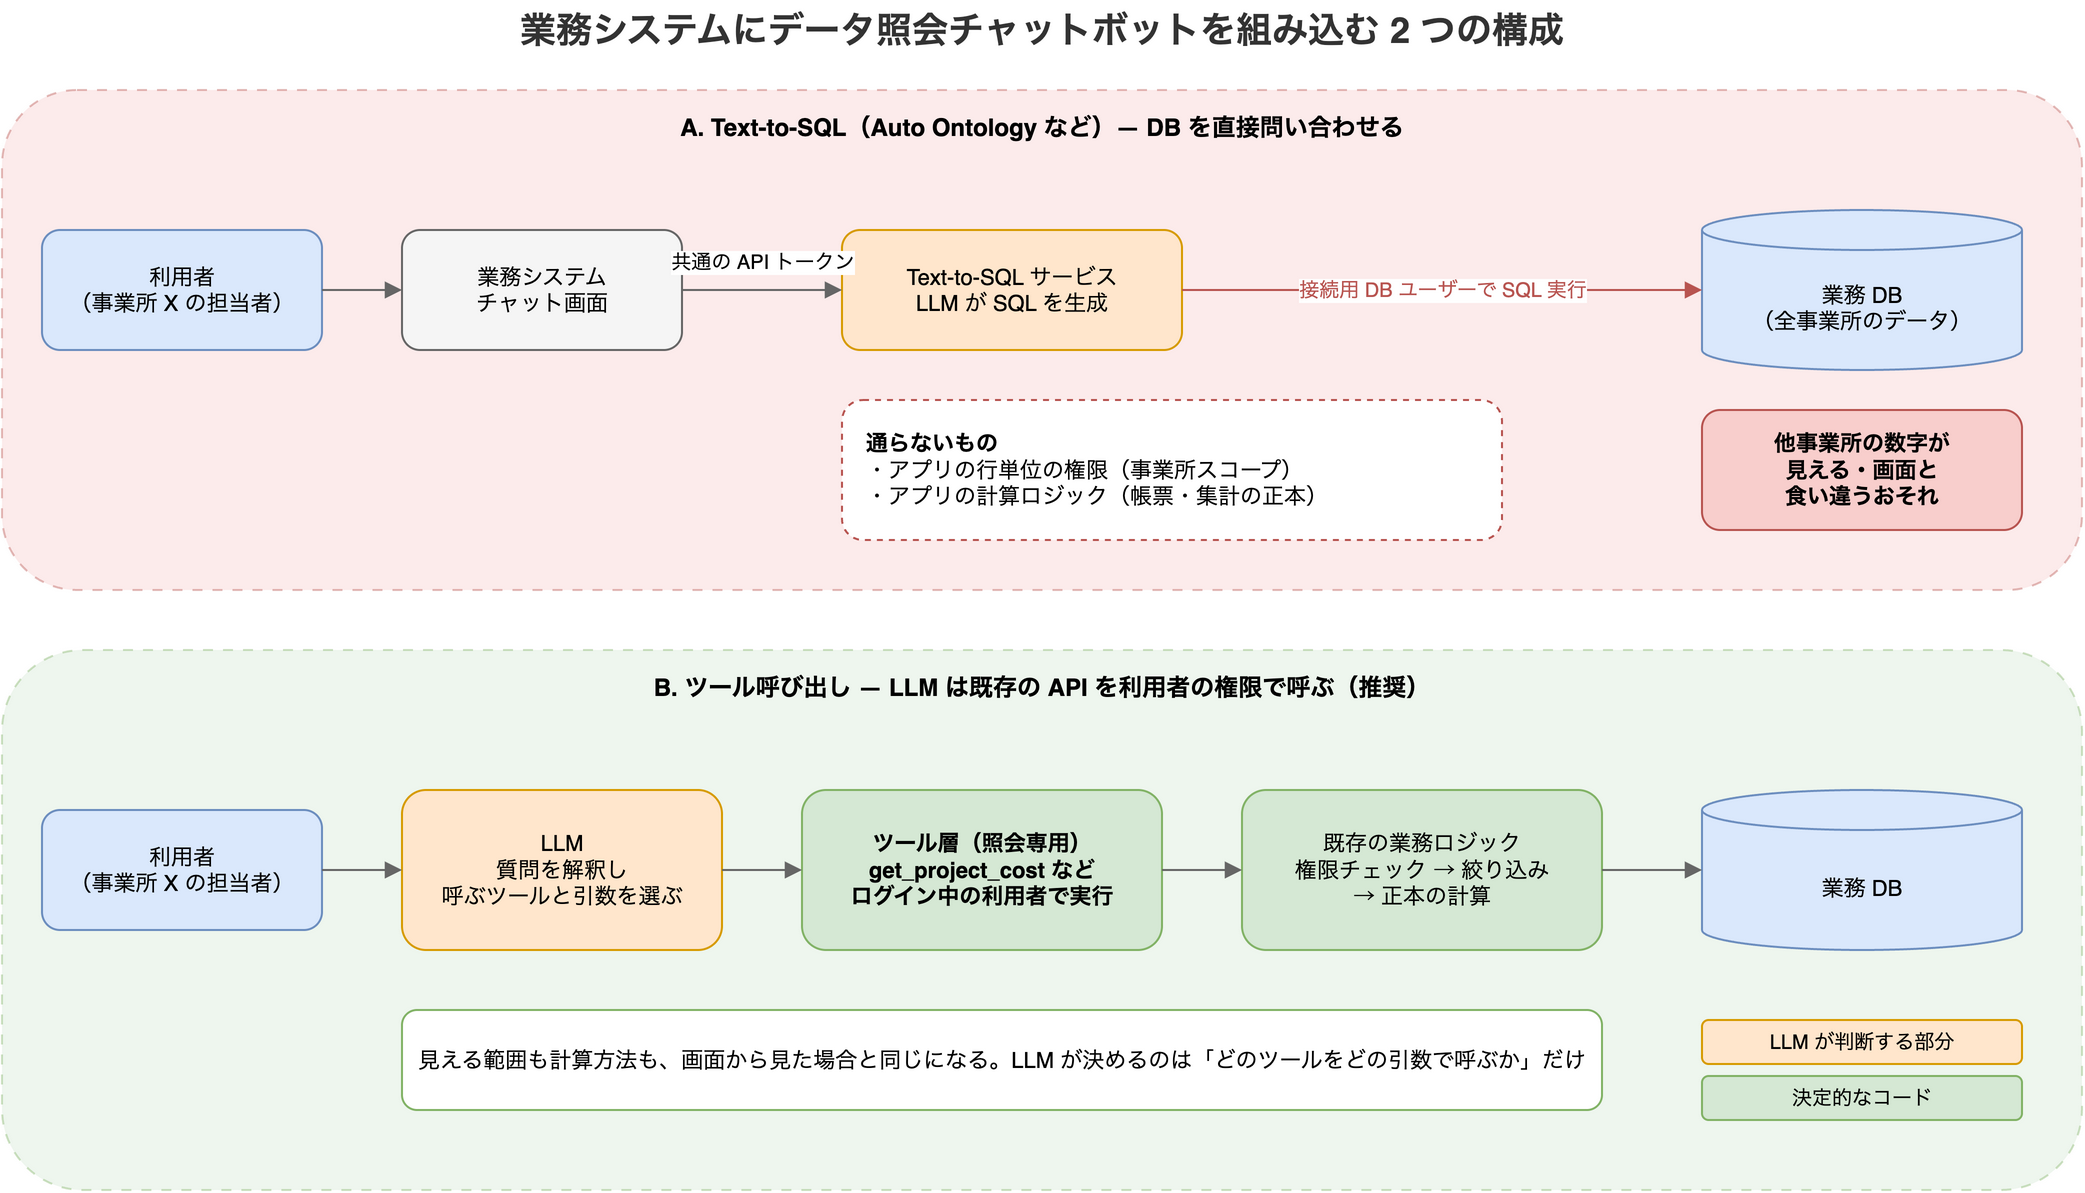 業務システムにデータ照会チャットボットを組み込む 2 つの構成
A. Text-to-SQL（Auto Ontology など）— DB を直接問い合わせる
利用者
（事業所 X の担当者）
業務システム
チャット画面
共通の API トークン
Text-to-SQL サービス
LLM が SQL を生成
接続用 DB ユーザーで SQL 実行
業務 DB
（全事業所のデータ）
通らないもの
・アプリの行単位の権限（事業所スコープ）
・アプリの計算ロジック（帳票・集計の正本）
他事業所の数字が
見える・画面と
食い違うおそれ
B. ツール呼び出し — LLM は既存の API を利用者の権限で呼ぶ（推奨）
利用者
（事業所 X の担当者）
LLM
質問を解釈し
呼ぶツールと引数を選ぶ
ツール層（照会専用）
get_project_cost など
ログイン中の利用者で実行
既存の業務ロジック
権限チェック → 絞り込み
→ 正本の計算
業務 DB
見える範囲も計算方法も、画面から見た場合と同じになる。LLM が決めるのは「どのツールをどの引数で呼ぶか」だけ
LLM が判断する部分
決定的なコード